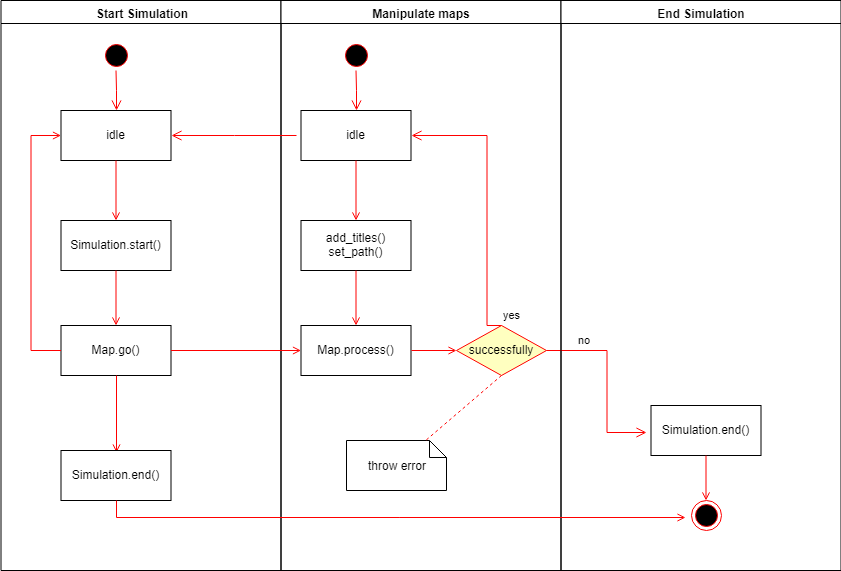 Start Simulation
Manipulate maps
End Simulation
idle
idle
Simulation.start()
add_titles()
set_path()
yes
no
Map.go()
Map.process()
successfully
Simulation.end()
throw error
Simulation.end()